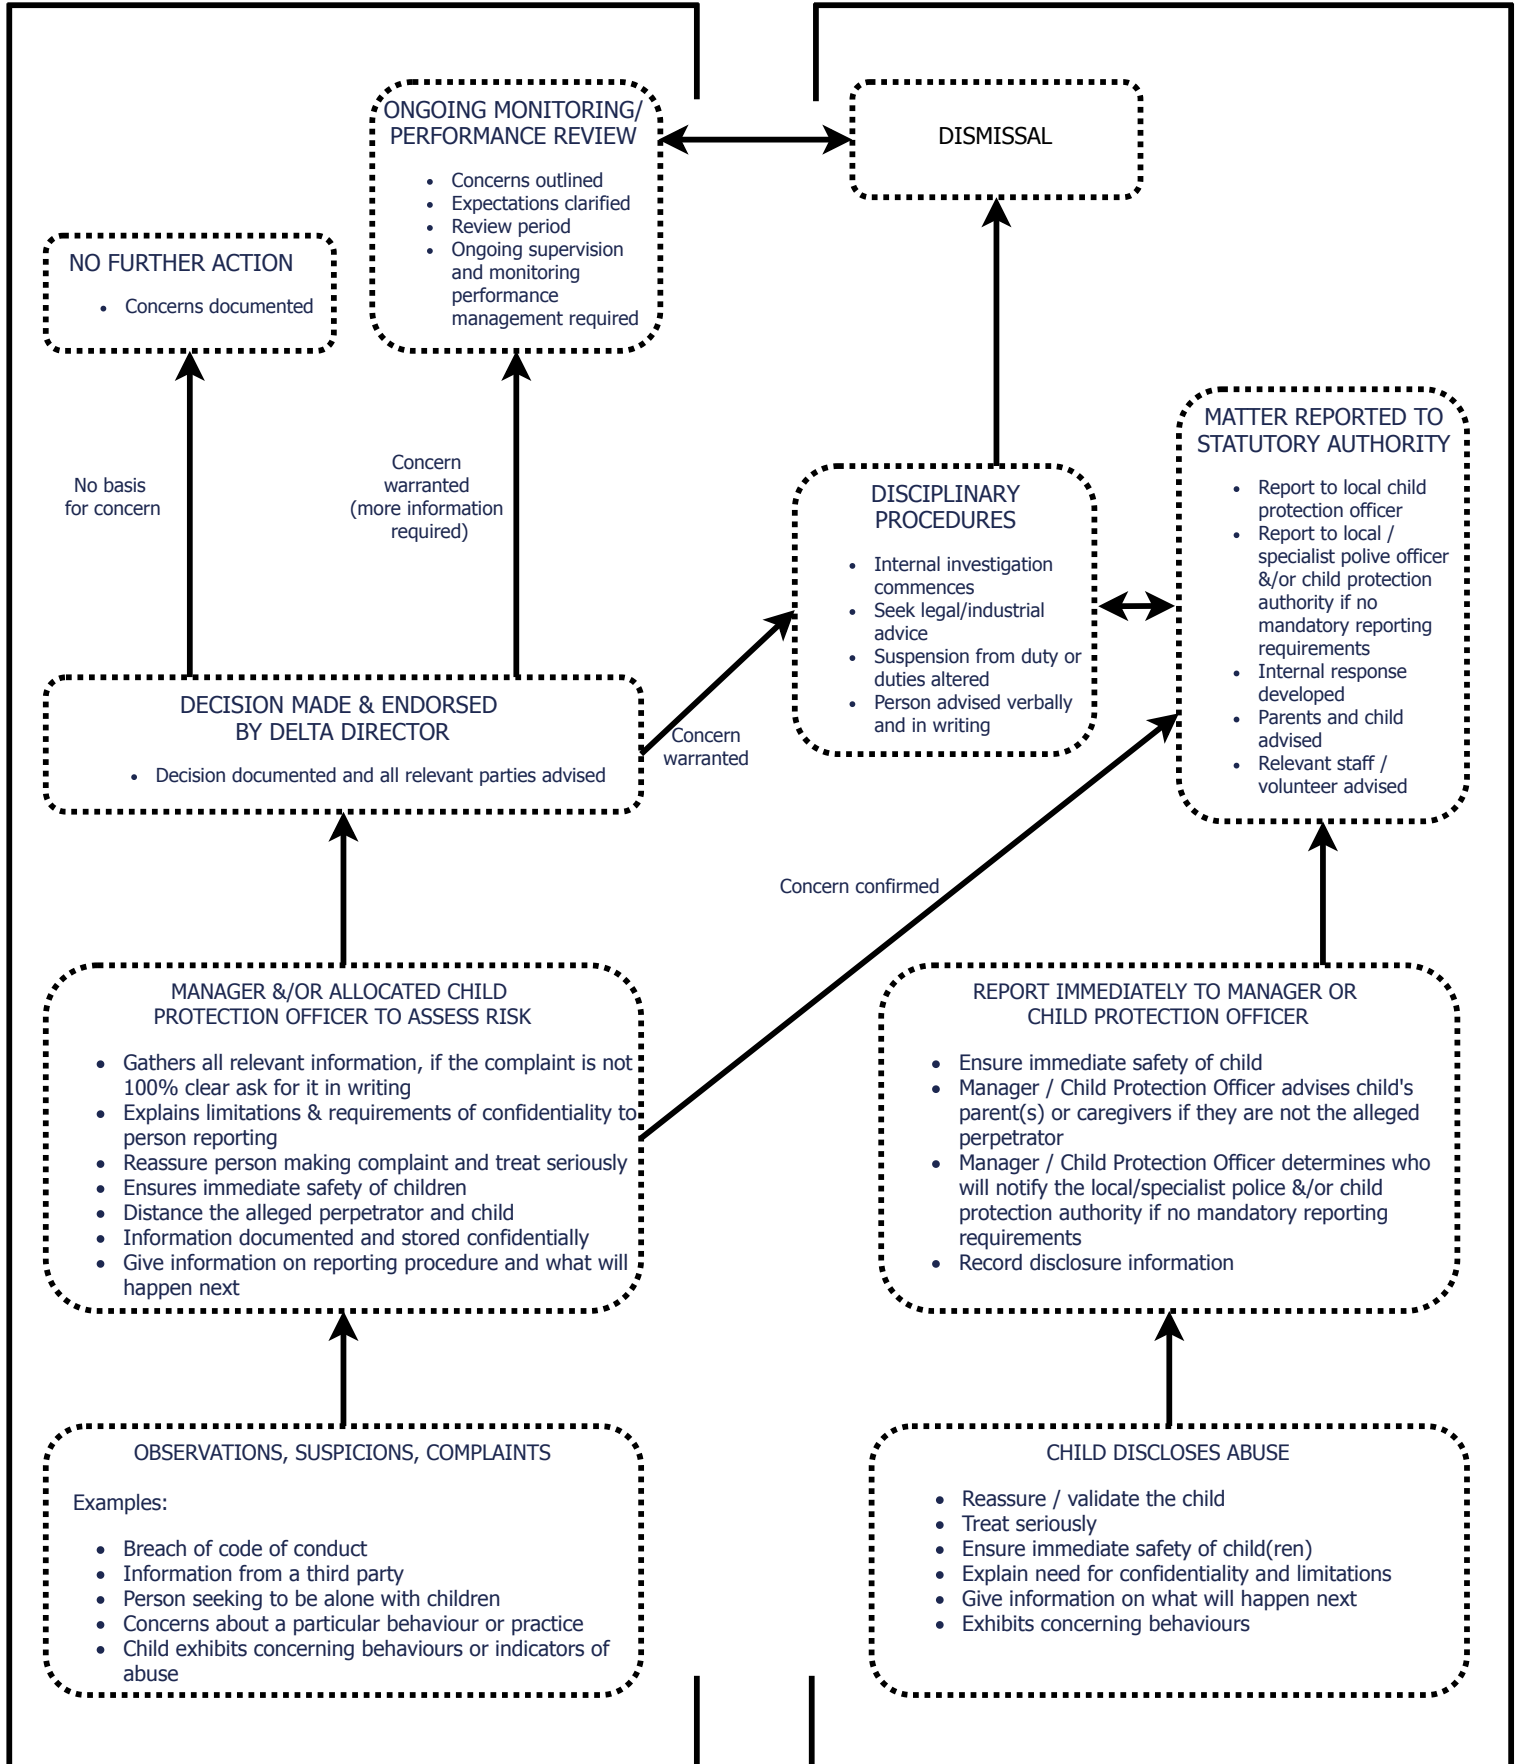 ONGOING MONITORING/
PERFORMANCE REVIEW
• Concerns outlined
• Expectations clarified
• Review period
• Ongoing supervision
and monitoring
performance
management required
DISMISSAL
NO FURTHER ACTION
• Concerns documented
No basis
for concern
Concern
warranted
(more information
required)
DISCIPLINARY
PROCEDURES
• Internal investigation
commences
• Seek legal/industrial
advice
• Suspension from duty or
duties altered
• Person advised verbally
and in writing
MATTER REPORTED TO
STATUTORY AUTHORITY
• Report to local child
protection officer
• Report to local /
specialist polive officer
&/or child protection
authority if no
mandatory reporting
requirements
• Internal response
developed
• Parents and child
advised
• Relevant staff /
volunteer advised
DECISION MADE & ENDORSED
BY DELTA DIRECTOR
• Decision documented and all relevant parties advised
Concern
warranted
Concern confirmed
MANAGER &/OR ALLOCATED CHILD
PROTECTION OFFICER TO ASSESS RISK
• Gathers all relevant information, if the complaint is not
100% clear ask for it in writing
• Explains limitations & requirements of confidentiality to
person reporting
• Reassure person making complaint and treat seriously
• Ensures immediate safety of children
• Distance the alleged perpetrator and child
• Information documented and stored confidentially
• Give information on reporting procedure and what will
happen next
REPORT IMMEDIATELY TO MANAGER OR
CHILD PROTECTION OFFICER
• Ensure immediate safety of child
• Manager / Child Protection Officer advises child's
parent(s) or caregivers if they are not the alleged
perpetrator
• Manager / Child Protection Officer determines who
will notify the local/specialist police &/or child
protection authority if no mandatory reporting
requirements
• Record disclosure information
OBSERVATIONS, SUSPICIONS, COMPLAINTS
Examples:
• Breach of code of conduct
• Information from a third party
• Person seeking to be alone with children
• Concerns about a particular behaviour or practice
• Child exhibits concerning behaviours or indicators of
abuse
CHILD DISCLOSES ABUSE
• Reassure / validate the child
• Treat seriously
• Ensure immediate safety of child(ren)
• Explain need for confidentiality and limitations
• Give information on what will happen next
• Exhibits concerning behaviours